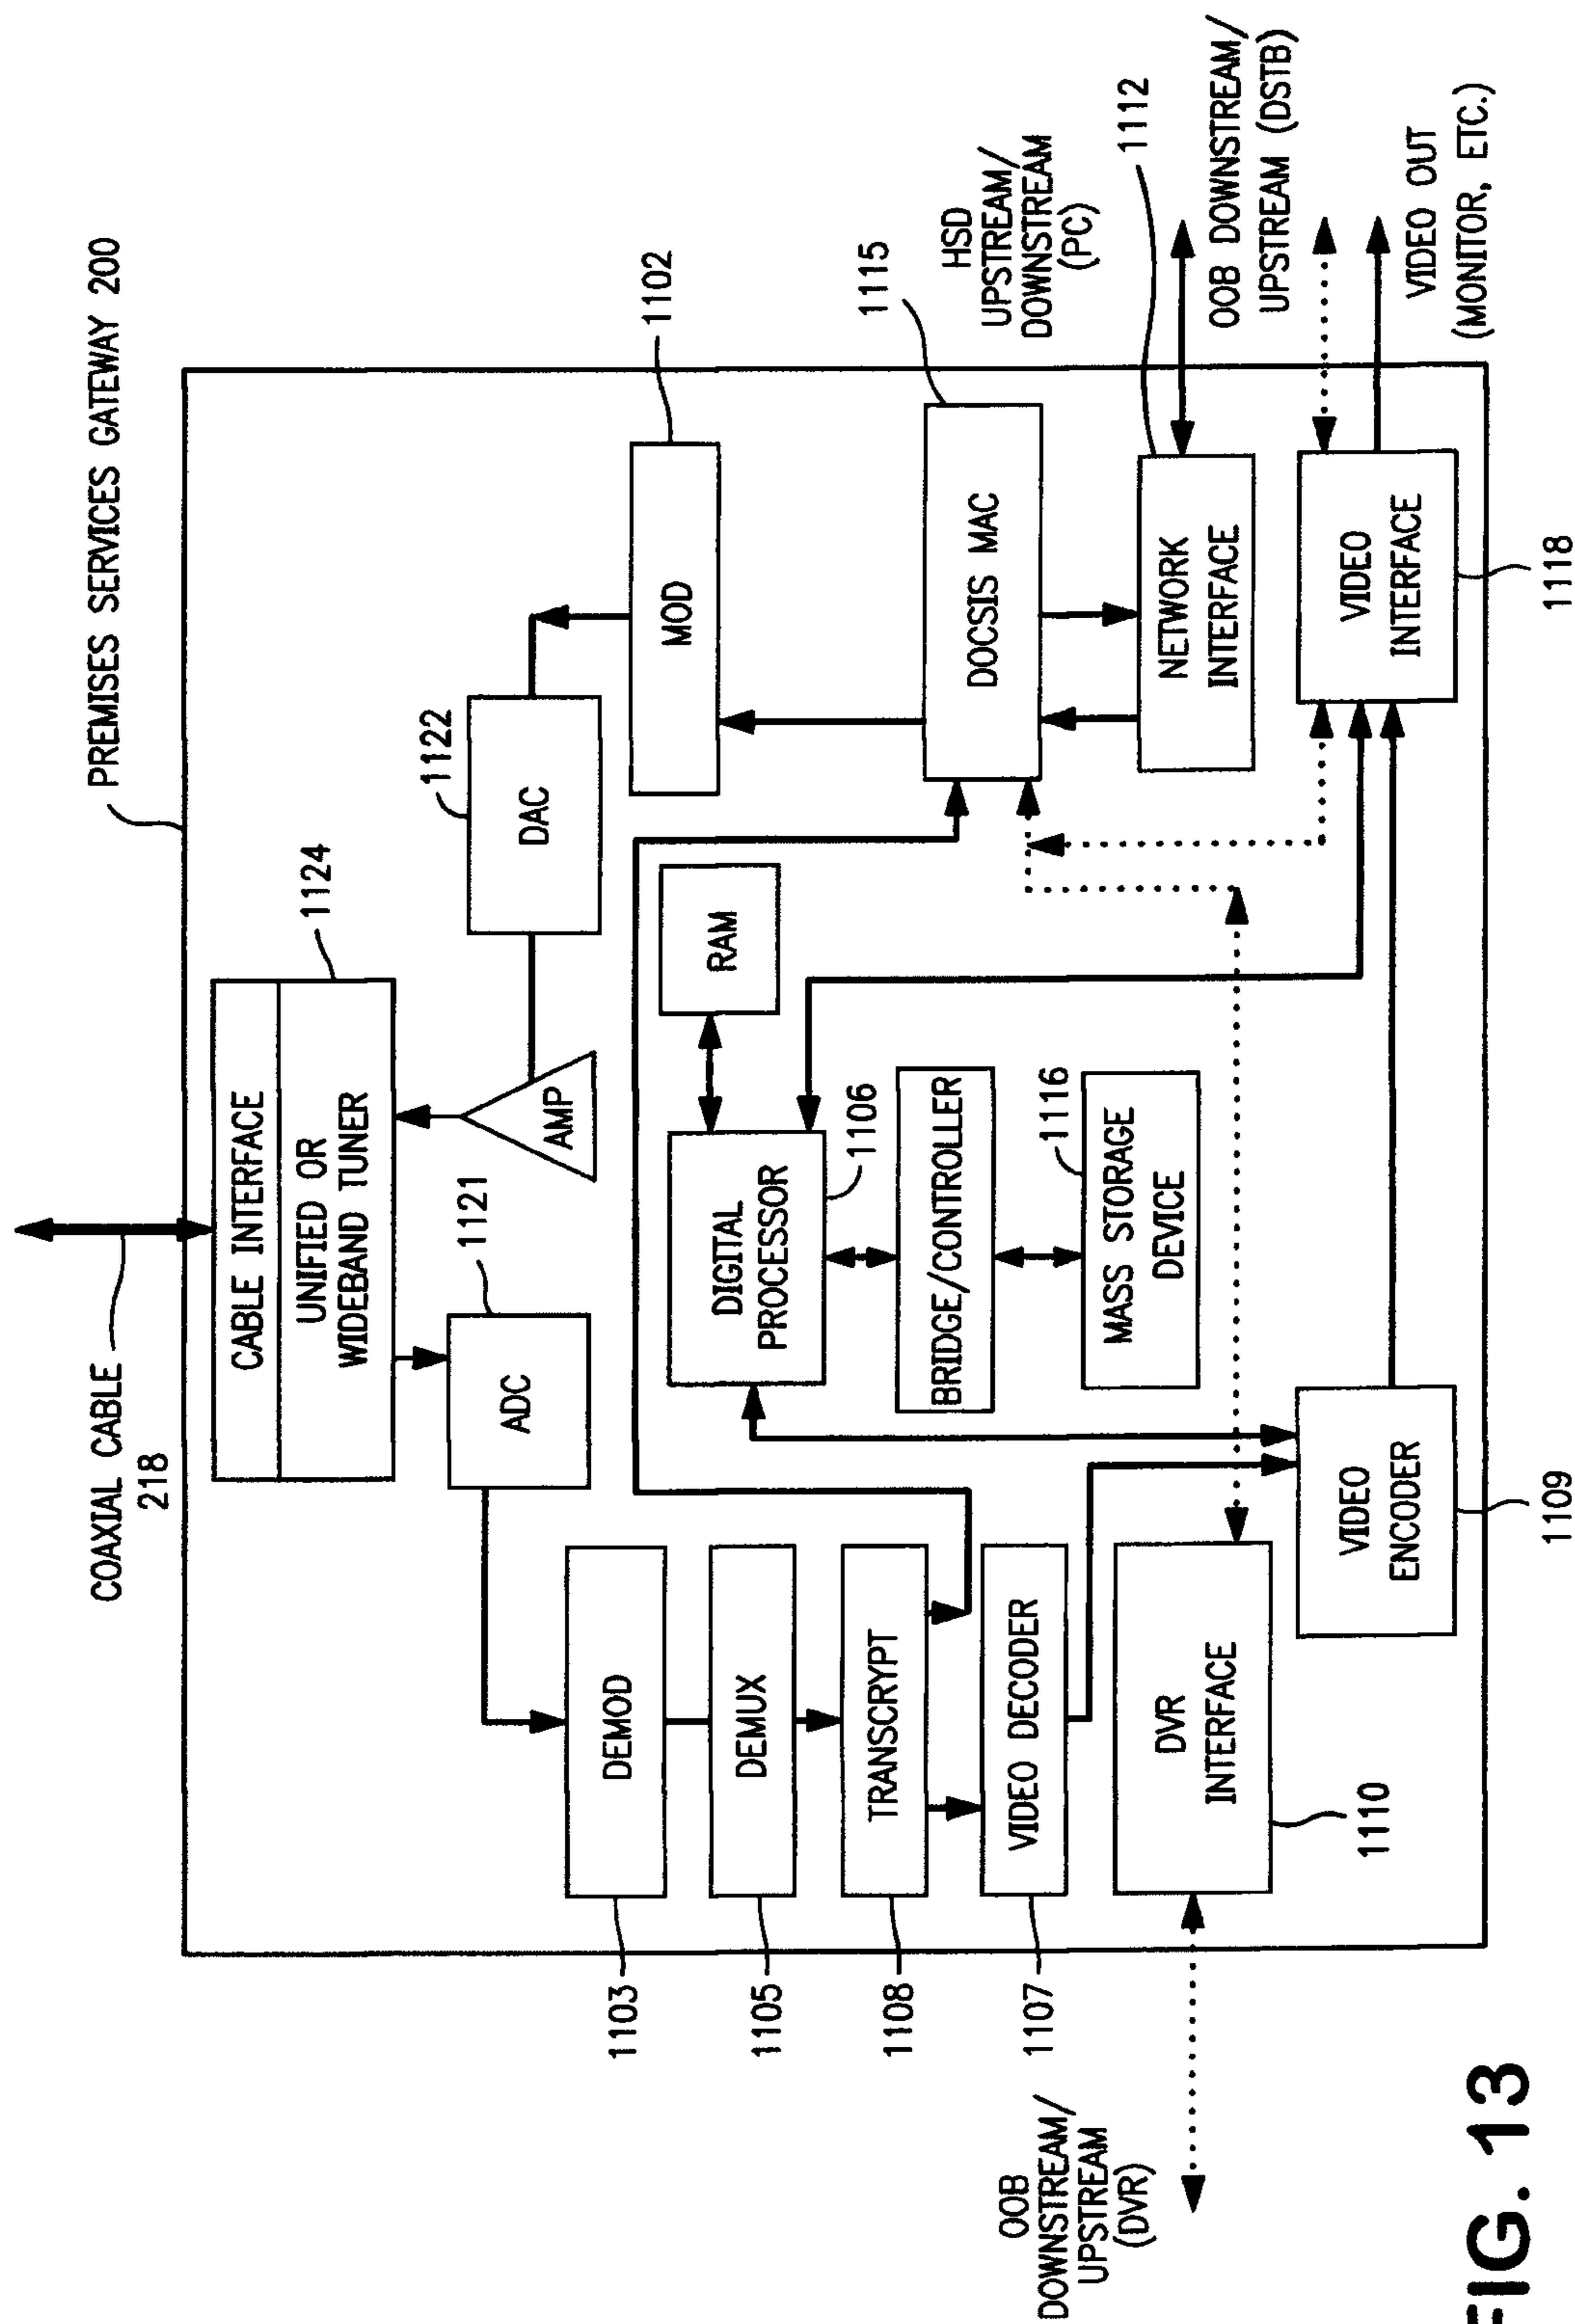 COAXIAL CABLE
218
PREMISES SERVICES GATEWAY 200
CABLE INTERFACE
UNIFIED OR
WIDEBAND TUNER
1124
1121
ADC
AMP
1122
DAC
1102
MOD
DEMOD
1103
DEMUX
1105
TRANSCRYPT
1108
VIDEO DECODER
1107
DIGITAL
PROCESSOR
1106
RAM
BRIDGE/CONTROLLER
1116
MASS STORAGE
DEVICE
1115
DOCSIS MAC
HSD
UPSTREAM/
DOWNSTREAM
(PC)
1112
NETWORK
INTERFACE
OOB DOWNSTREAM/
UPSTREAM (DSTB)
OOB
DOWNSTREAM/
UPSTREAM
(DVR)
DVR
INTERFACE
1110
VIDEO
ENCODER
1109
VIDEO
INTERFACE
1118
VIDEO OUT
(MONITOR, ETC.)
FIG. 13